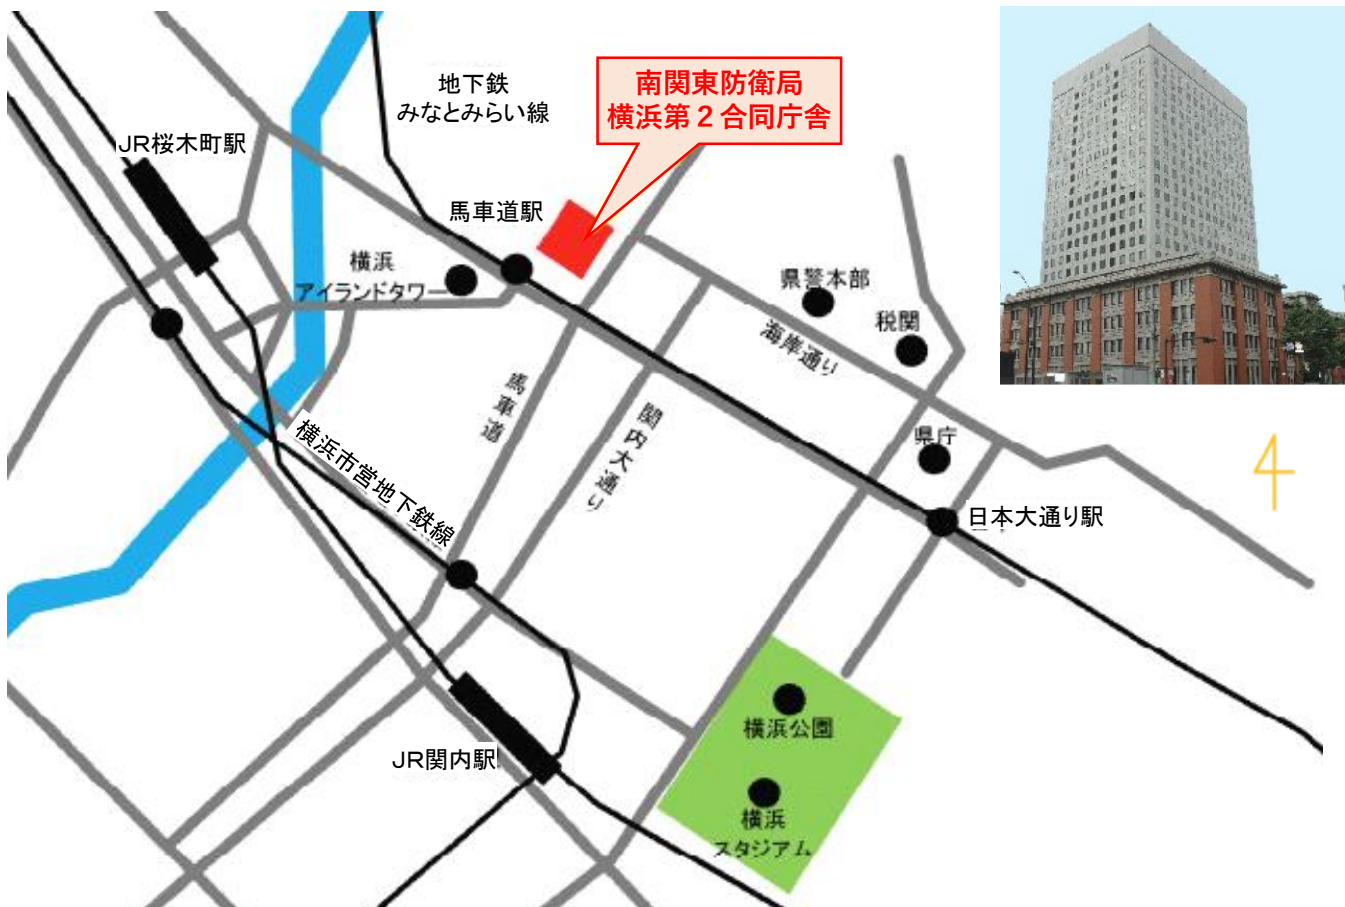 地下鉄
みなとみらい線
南関東防衛局
横浜第２合同庁舎
JR桜木町駅
馬車道駅
横浜
アイランドタワー
県警本部
税関
海岸通り
馬車道
関内大通り
県庁
横浜市営地下鉄線
日本大通り駅
横浜公園
JR関内駅
横浜
スタジアム